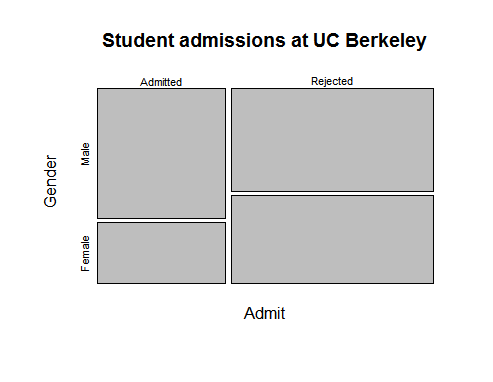 Student admissions at UC Berkeley
Admitted
Rejected
Male
Female
Gender
Admit